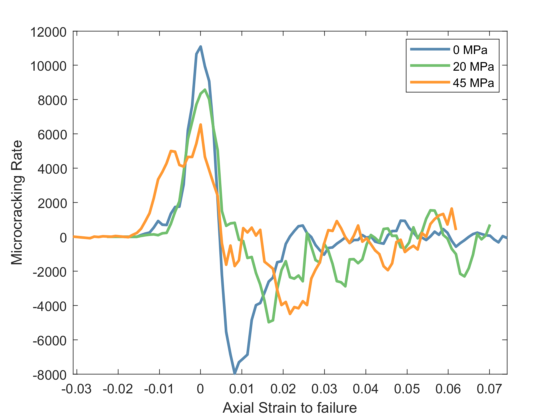 12000
10000
8000
6000
4000
2000
0
-2000
-4000
-6000
-8000
Microcracking Rate
0 MPa
20 MPa
45 MPa
-0.03 -0.02 -0.01 0 0.01 0.02 0.03 0.04 0.05 0.06 0.07
Axial Strain to failure